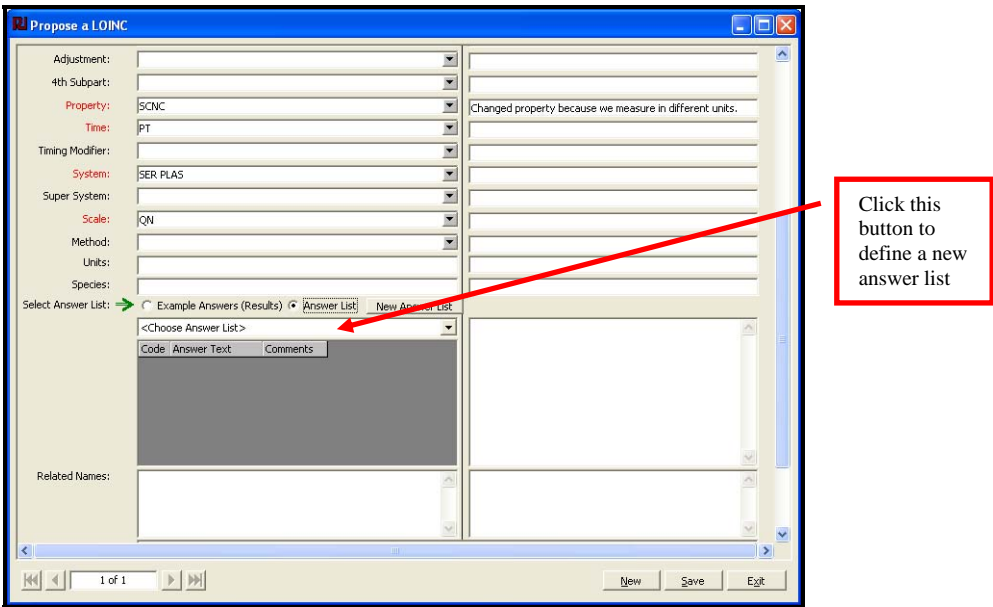 RJ Propose a LOINC
Adjustment:
4th Subpart:
Property: SCNC Changed property because we measure in different units.
Time: PT
Timing Modifier:
System: SER PLAS
Super System:
Scale: QN
Method:
Units:
Species:
Select Answer List: Example Answers (Results) Answer List New Answer List
<Choose Answer List>
Code Answer Text Comments
Related Names:
1 of 1 New Save Exit
Click this
button to
define a new
answer list